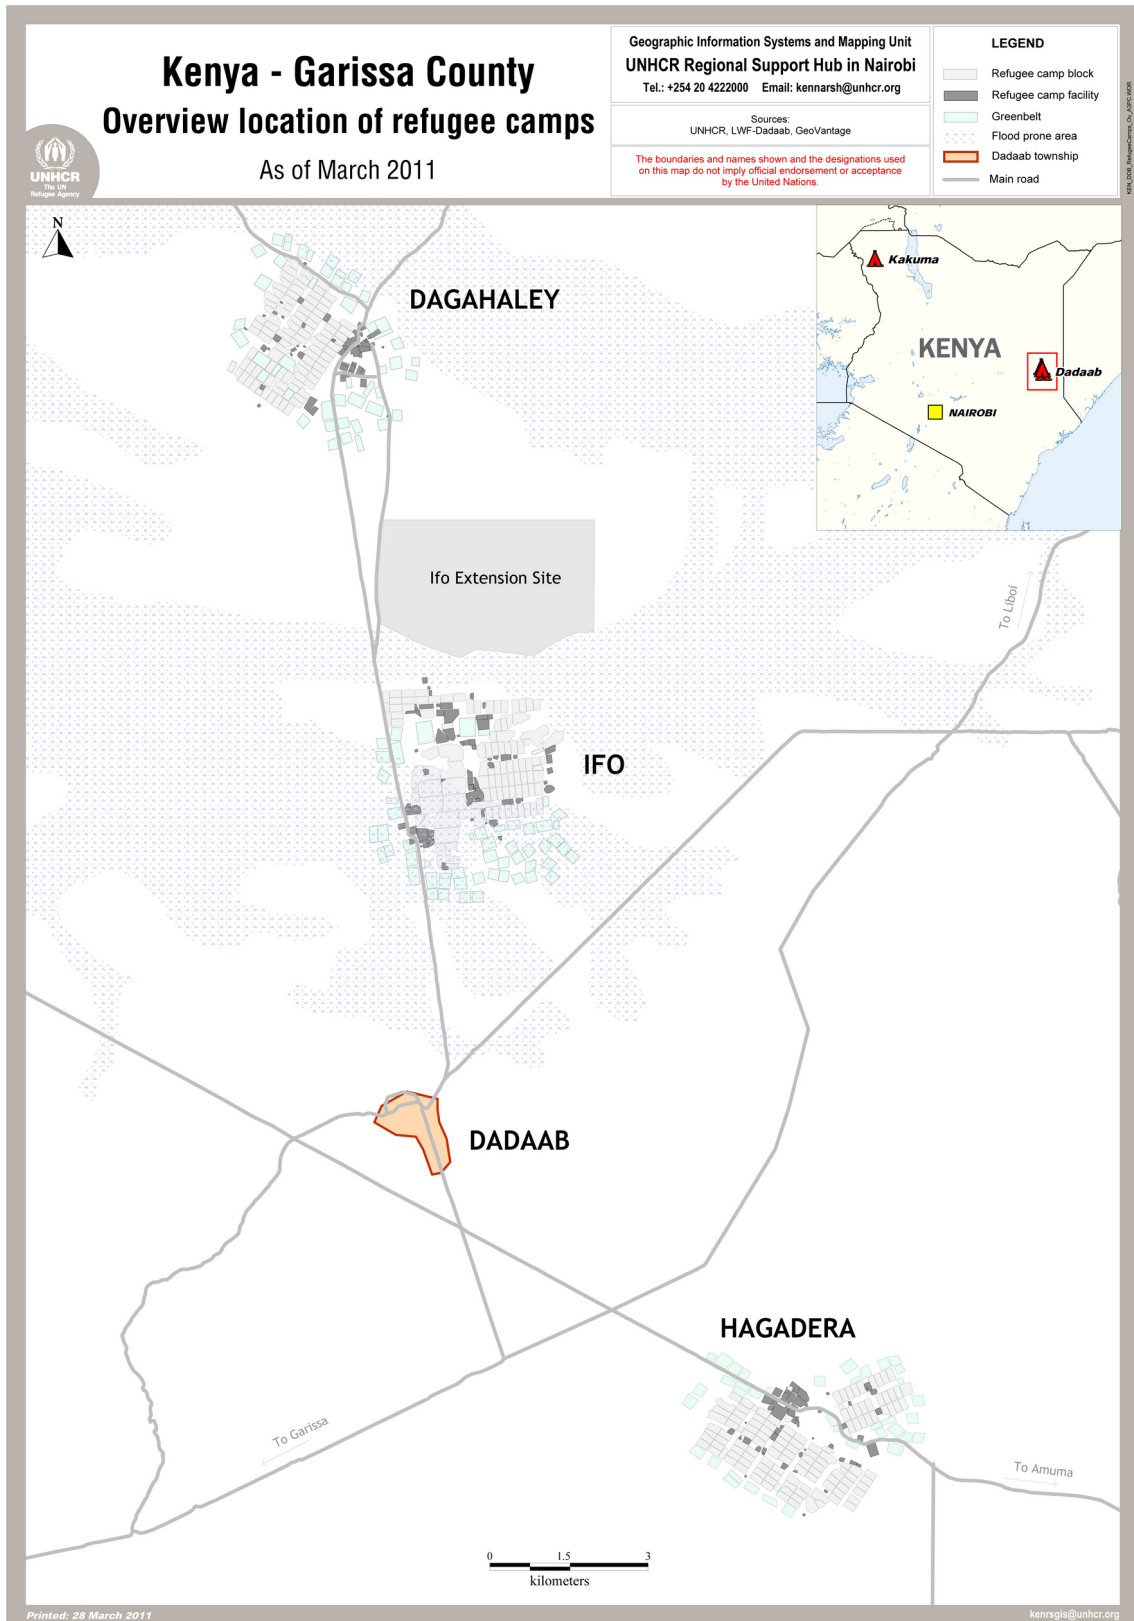 Kenya - Garissa County
Overview location of refugee camps
As of March 2011
UNHCR
The UN
Refugee Agency
Geographic Information Systems and Mapping Unit
UNHCR Regional Support Hub in Nairobi
Tel.: +254 20 4222000    Email: kennarsh@unhcr.org
Sources:
UNHCR, LWF-Dadaab, GeoVantage
The boundaries and names shown and the designations used
on this map do not imply official endorsement or acceptance
by the United Nations.
LEGEND
Refugee camp block
Refugee camp facility
Greenbelt
Flood prone area
Dadaab township
Main road
KEN_DDB_RefugeeCamps_Ov_A3PC.WOR
N
DAGAHALEY
Kakuma
KENYA
Dadaab
NAIROBI
Ifo Extension Site
To Liboi
IFO
DADAAB
HAGADERA
To Garissa
To Amuma
0 1.5 3
kilometers
Printed: 28 March 2011
kenrsgis@unhcr.org